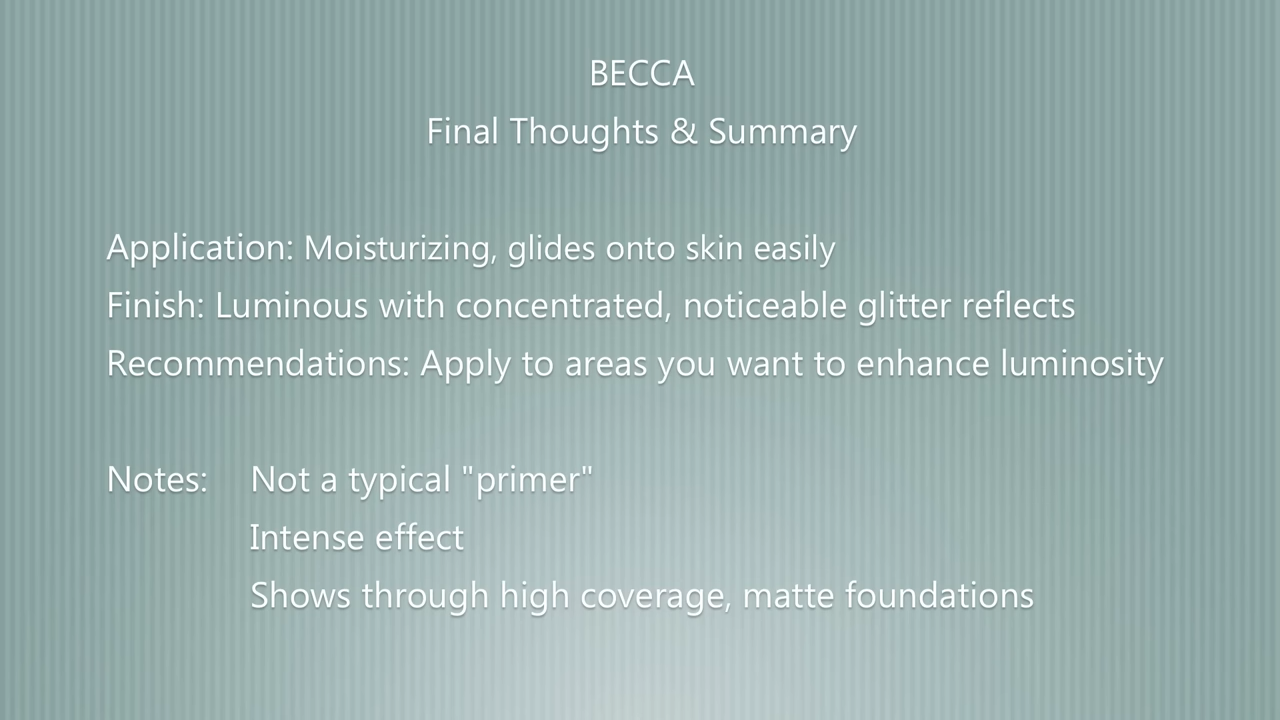 BECCA
Final Thoughts & Summary
Application: Moisturizing, glides onto skin easily
Finish: Luminous with concentrated, noticeable glitter reflects
Recommendations: Apply to areas you want to enhance luminosity
Notes: Not a typical "primer"
Intense effect
Shows through high coverage, matte foundations